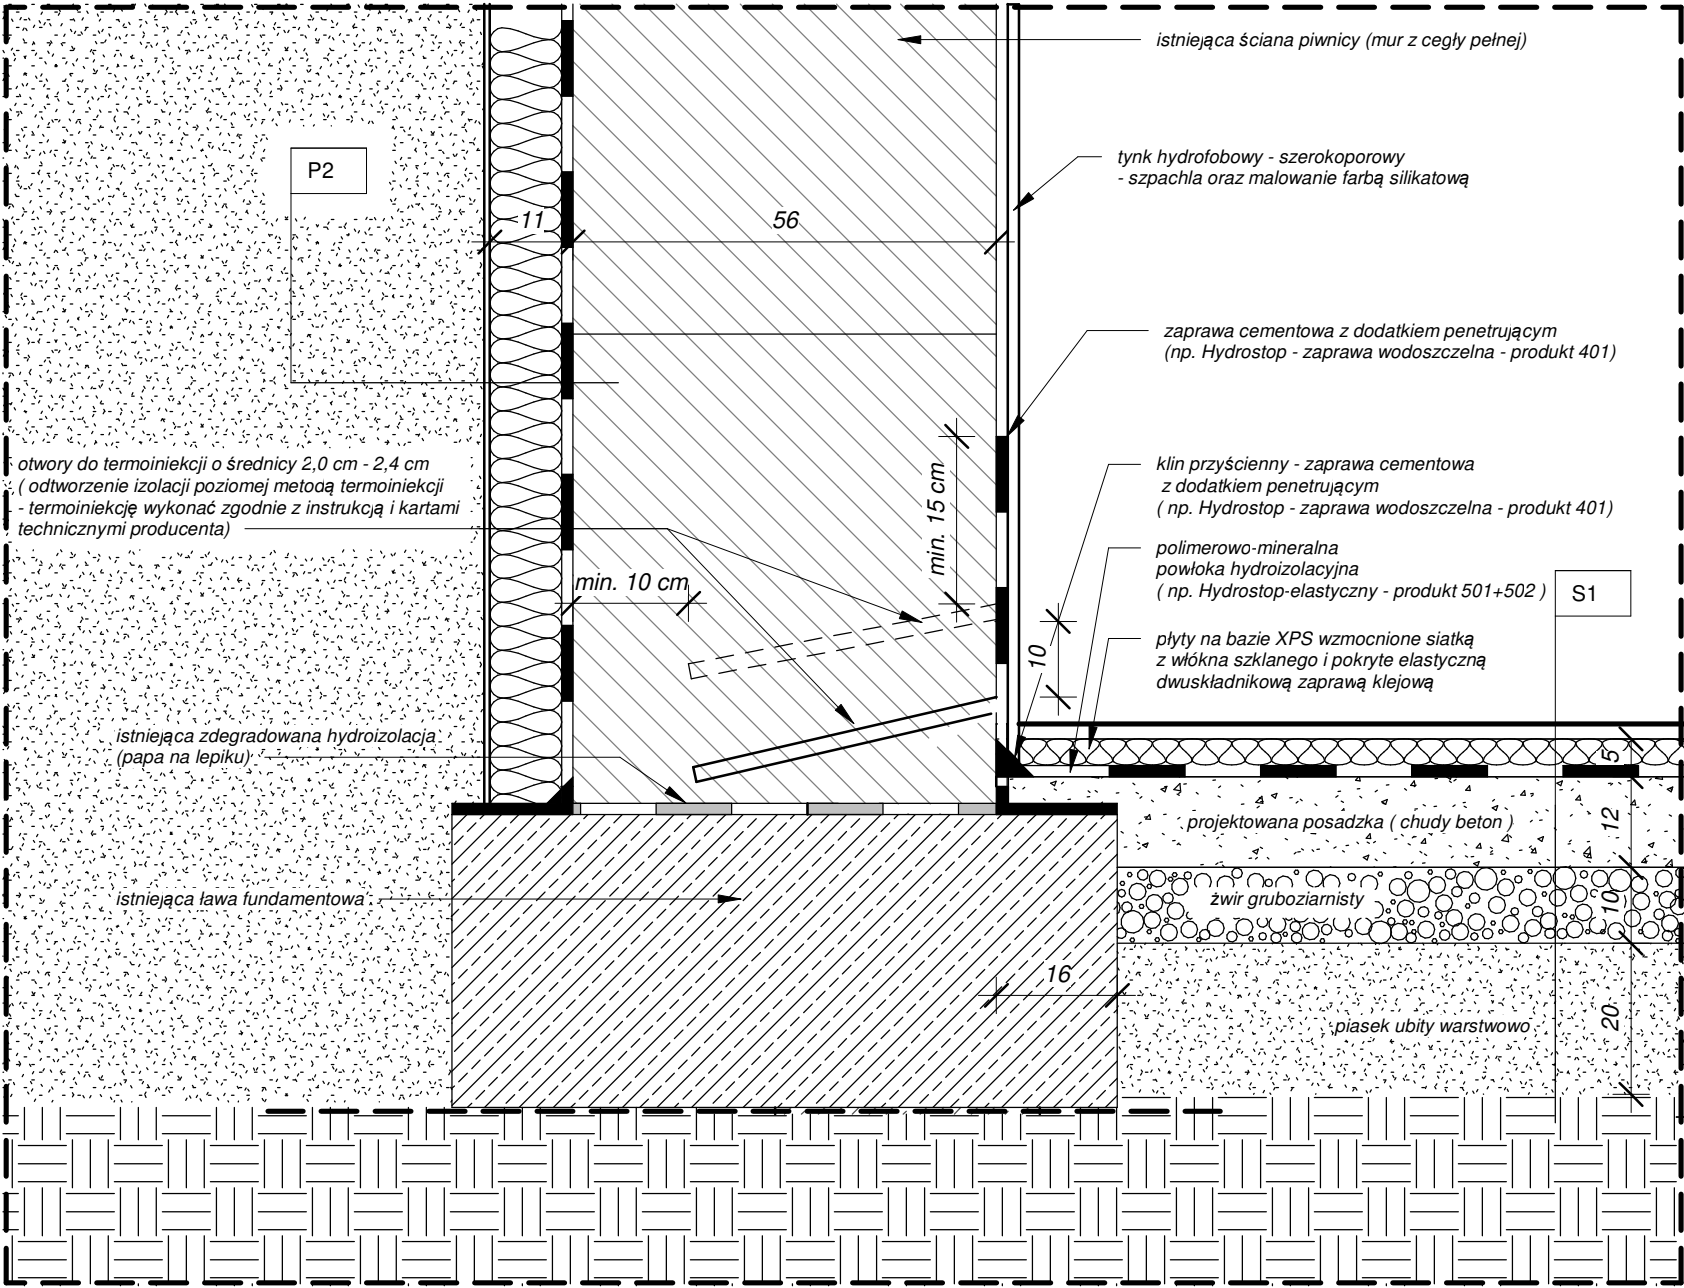 istniejąca ściana piwnicy (mur z cegły pełnej)
tynk hydrofobowy - szerokoporowy
- szpachla oraz malowanie farbą silikatową
P2
11
56
zaprawa cementowa z dodatkiem penetrującym
(np. Hydrostop - zaprawa wodoszczelna - produkt 401)
otwory do termoiniekcji o średnicy 2,0 cm - 2,4 cm
( odtworzenie izolacji poziomej metodą termoiniekcji
- termoiniekcję wykonać zgodnie z instrukcją i kartami
technicznymi producenta)
min. 15 cm
min. 10 cm
klin przyścienny - zaprawa cementowa
z dodatkiem penetrującym
( np. Hydrostop - zaprawa wodoszczelna - produkt 401)
polimerowo-mineralna
powłoka hydroizolacyjna
( np. Hydrostop-elastyczny - produkt 501+502 )
S1
10
płyty na bazie XPS wzmocnione siatką
z włókna szklanego i pokryte elastyczną
dwuskładnikową zaprawą klejową
istniejąca zdegradowana hydroizolacja
(papa na lepiku)
5
projektowana posadzka ( chudy beton )
12
istniejąca ława fundamentowa
żwir gruboziarnisty
10
16
piasek ubity warstwowo
20